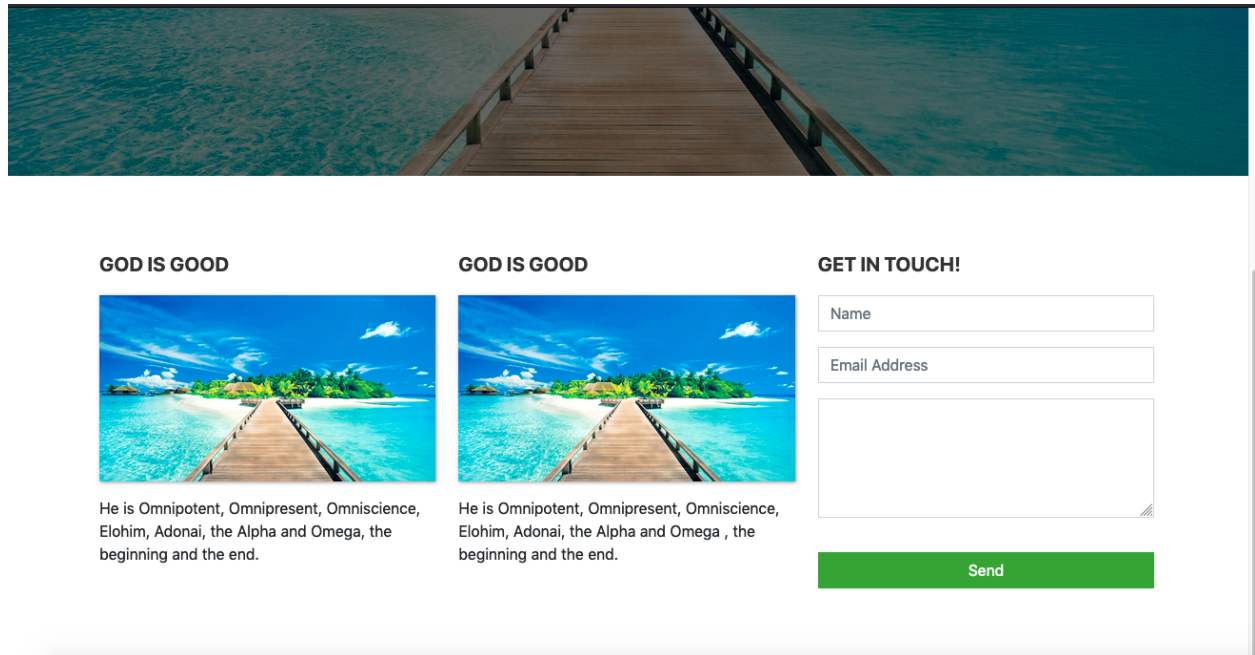 GOD IS GOOD
He is Omnipotent, Omnipresent, Omniscience,
Elohim, Adonai, the Alpha and Omega, the
beginning and the end.
GOD IS GOOD
He is Omnipotent, Omnipresent, Omniscience,
Elohim, Adonai, the Alpha and Omega , the
beginning and the end.
GET IN TOUCH!
Name
Email Address
Send